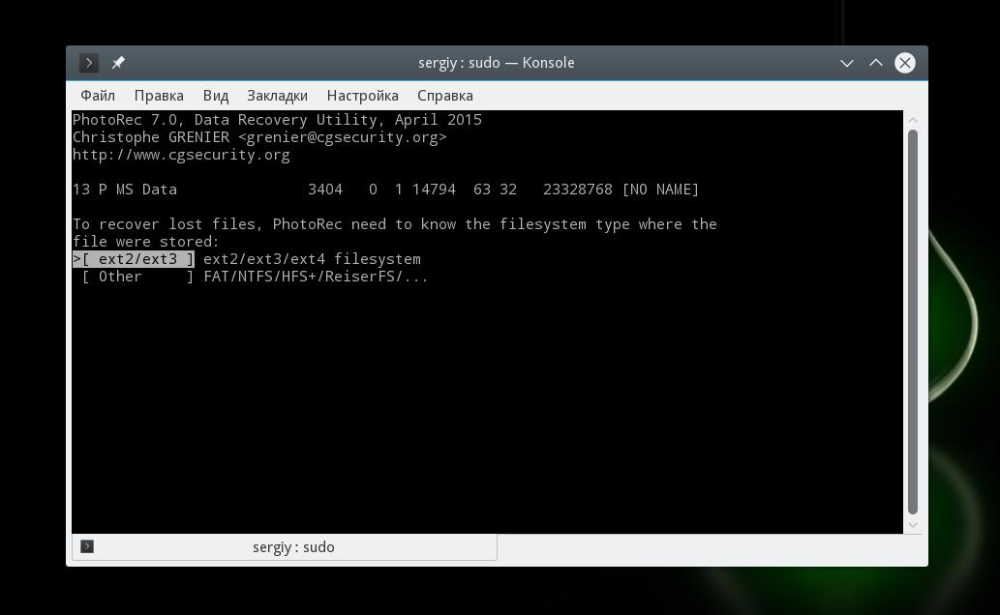 sergiy : sudo — Konsole
Файл Правка Вид Закладки Настройка Справка
PhotoRec 7.0, Data Recovery Utility, April 2015
Christophe GRENIER <grenier@cgsecurity.org>
http://www.cgsecurity.org
13 P MS Data 3404 0 1 14794 63 32 23328768 [NO NAME]
To recover lost files, PhotoRec need to know the filesystem type where the
file were stored:
>[ ext2/ext3 ] ext2/ext3/ext4 filesystem
[ Other ] FAT/NTFS/HFS+/ReiserFS/...
sergiy : sudo